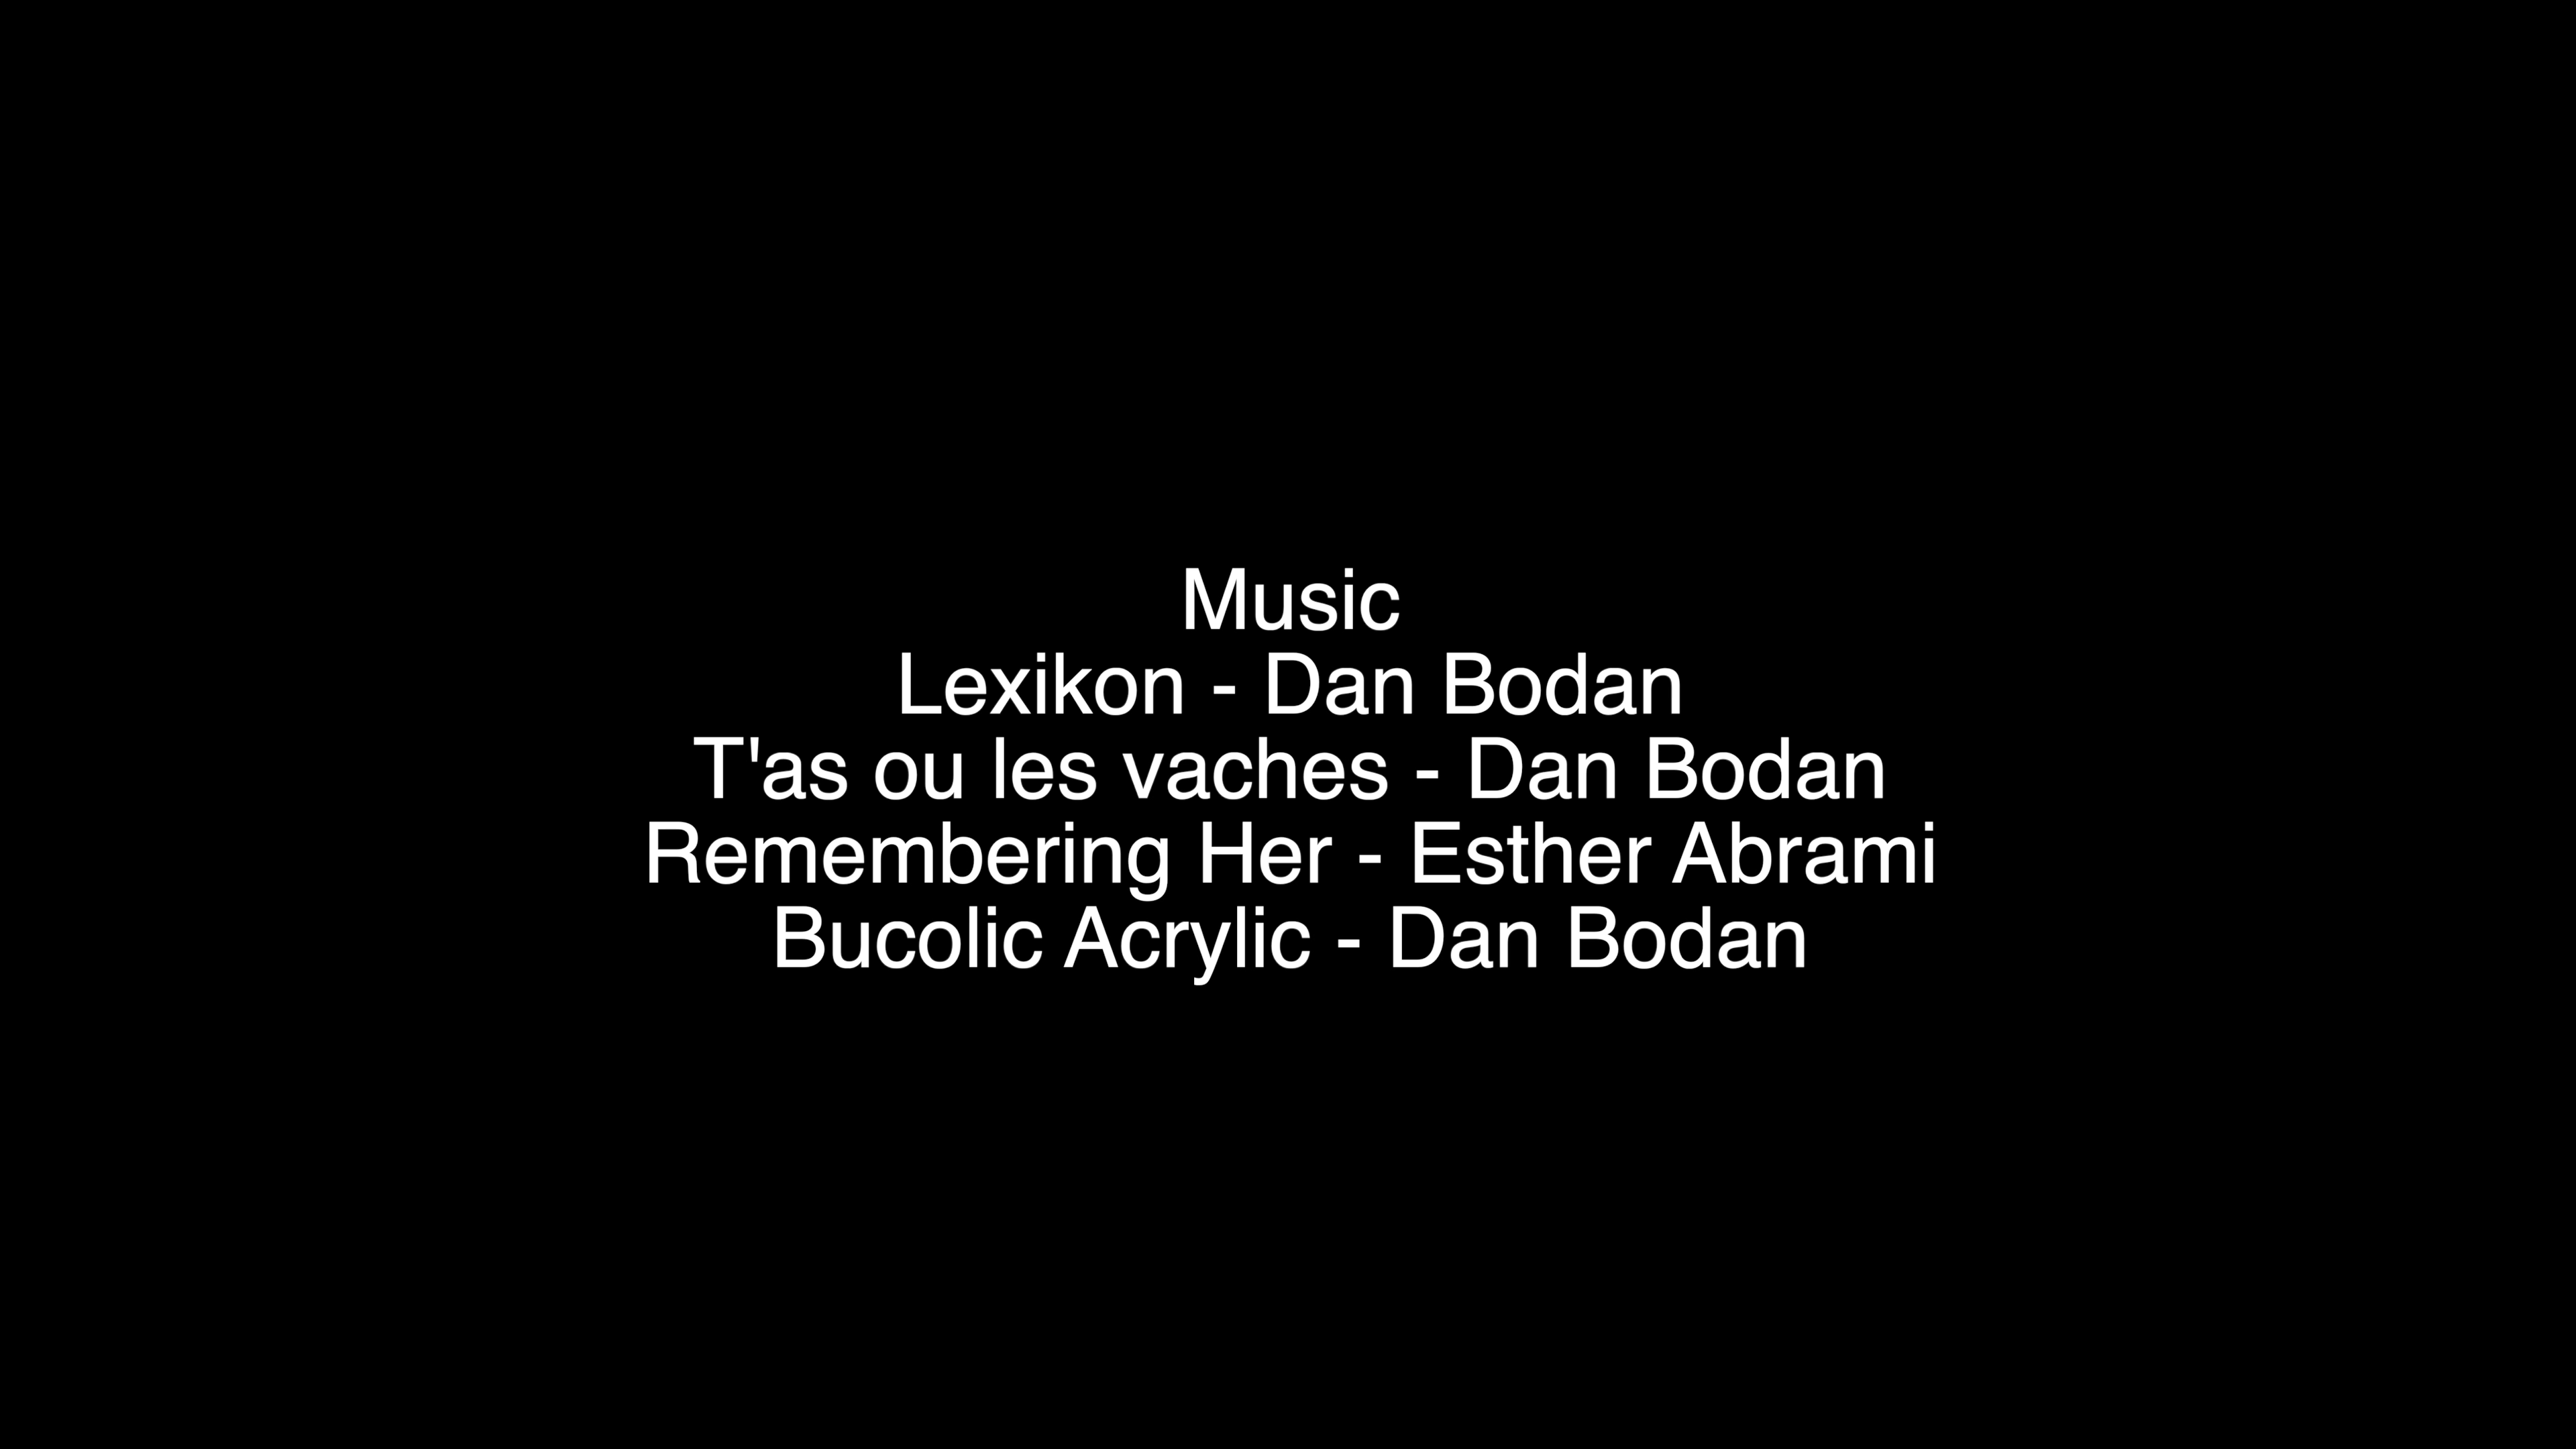 Music
Lexikon - Dan Bodan
T'as ou les vaches - Dan Bodan
Remembering Her - Esther Abrami
Bucolic Acrylic - Dan Bodan